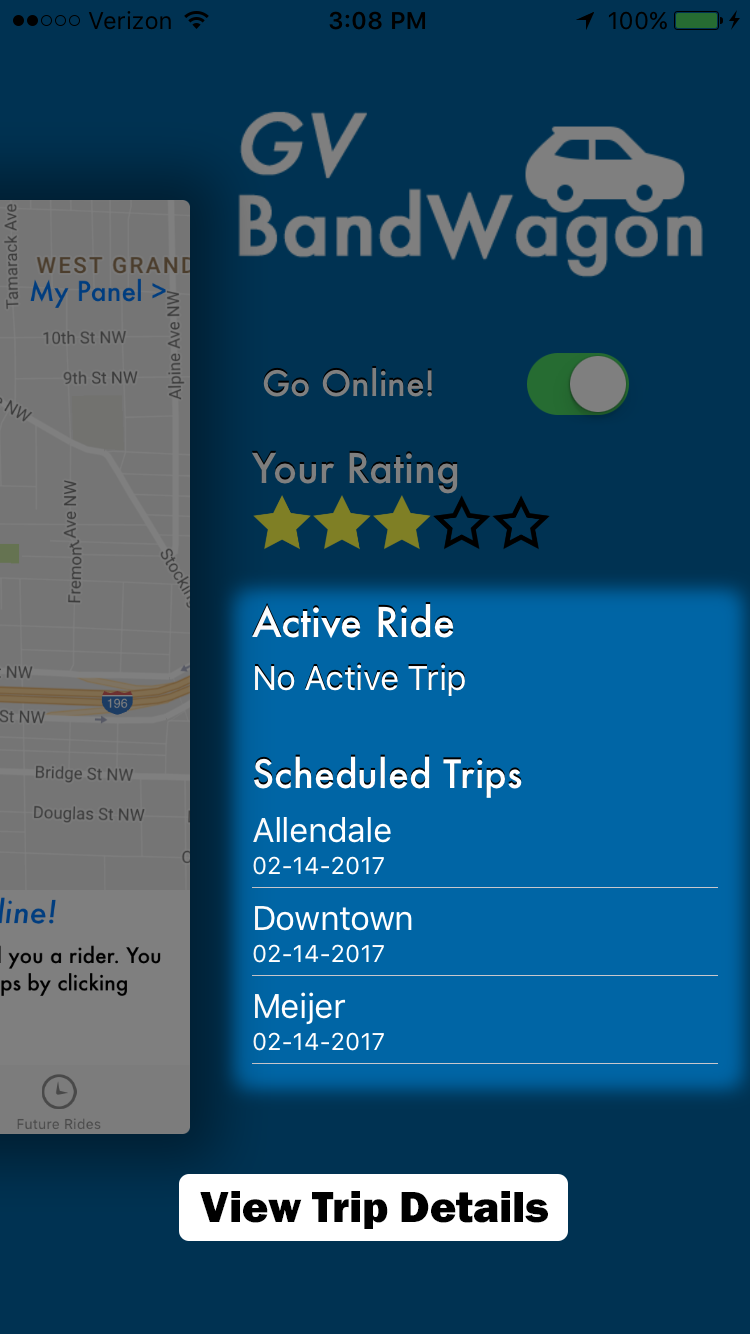 Verizon 3:08 PM 100%
GV
BandWagon
Tamarack Ave
WEST GRAND
My Panel >
10th St NW
Alpine Ave NW
9th St NW
NW
Fremont Ave NW
Go Online!
Your Rating
Active Ride
No Active Trip
NW
196
St NW
Bridge St NW
Douglas St NW
Scheduled Trips
Allendale
02-14-2017
Downtown
02-14-2017
Meijer
02-14-2017
line!
you a rider. You
ps by clicking
Future Rides
View Trip Details